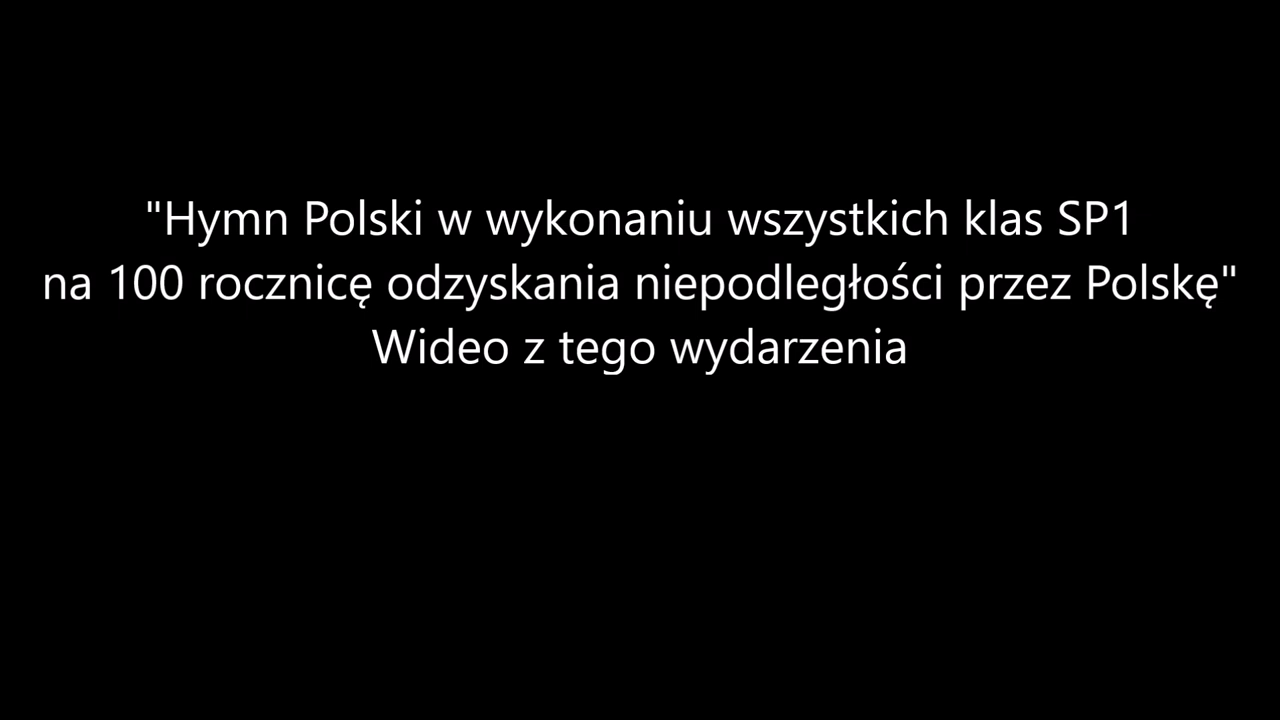 "Hymn Polski w wykonaniu wszystkich klas SP1
na 100 rocznicę odzyskania niepodległości przez Polskę"
Wideo z tego wydarzenia